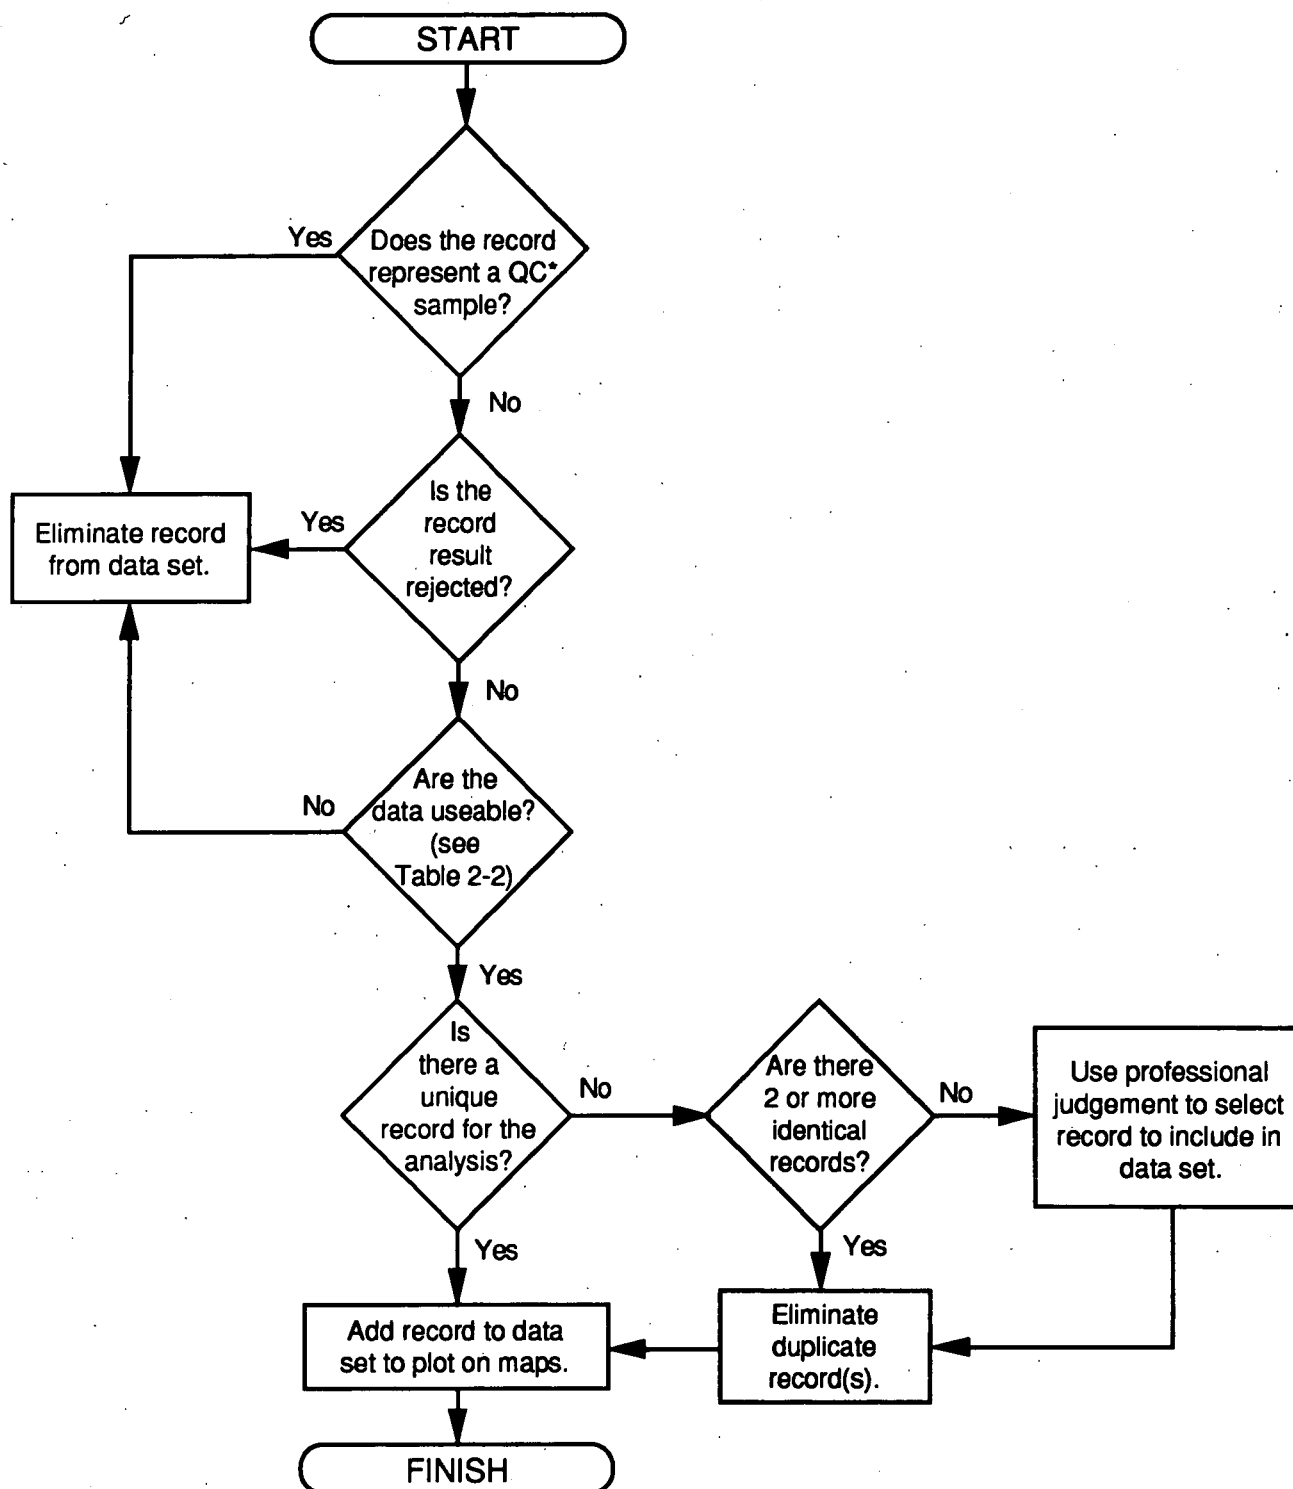 START
Does the record
represent a QC*
sample?
Yes
No
Is the
record
result
rejected?
Yes
Eliminate record
from data set.
No
Are the
data useable?
(see
Table 2-2)
No
Yes
Is
there a
unique
record for the
analysis?
No
Are there
2 or more
identical
records?
No
Use professional
judgement to select
record to include in
data set.
Yes
Yes
Eliminate
duplicate
record(s).
Add record to data
set to plot on maps.
FINISH